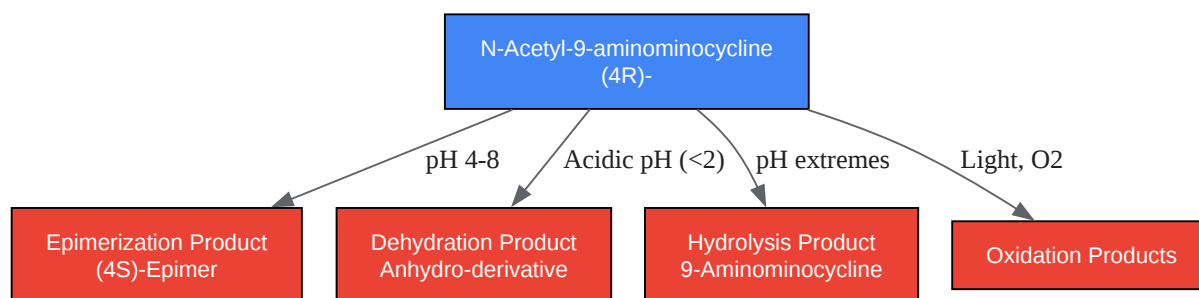 N-Acetyl-9-aminominocycline
(4R)-
pH 4-8
Acidic pH (<2)
pH extremes
Light, O2
Epimerization Product
(4S)-Epimer
Dehydration Product
Anhydro-derivative
Hydrolysis Product
9-Aminominocycline
Oxidation Products